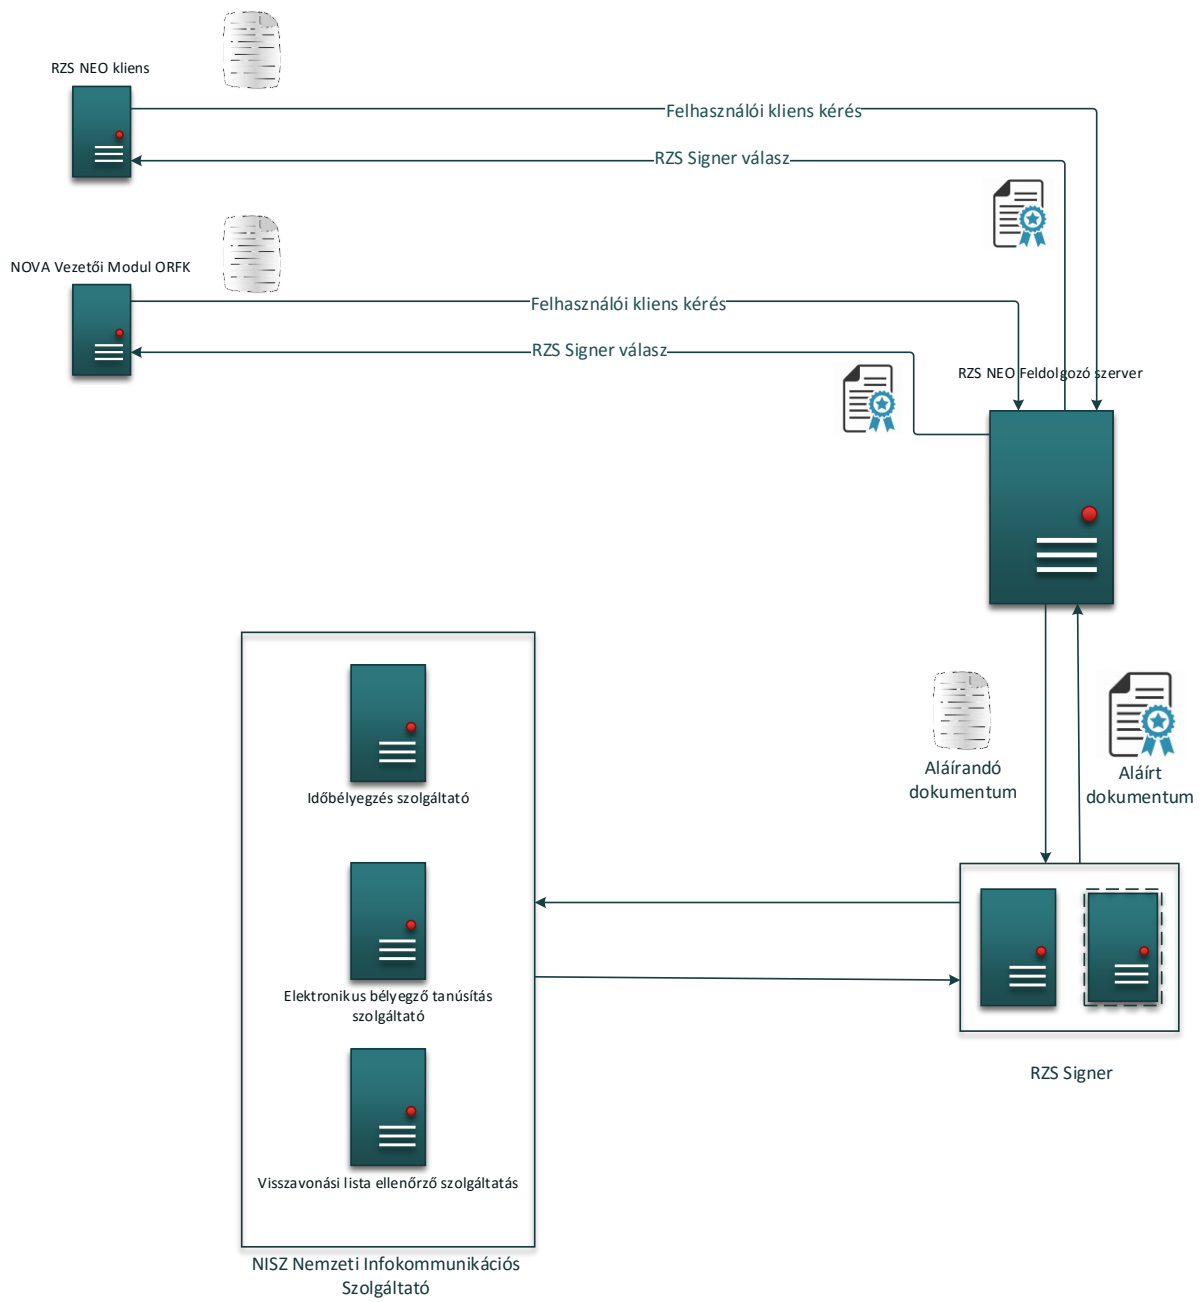 RZS NEO kliens
Felhasználói kliens kérés
RZS Signer válasz
NOVA Vezetői Modul ORFK
Felhasználói kliens kérés
RZS Signer válasz
RZS NEO Feldolgozó szerver
Aláírandó
dokumentum
Aláírt
dokumentum
Időbélyegzés szolgáltató
Elektronikus bélyegző tanúsítás
szolgáltató
RZS Signer
Visszavonási lista ellenőrző szolgáltatás
NISZ Nemzeti Infokommunikációs
Szolgáltató